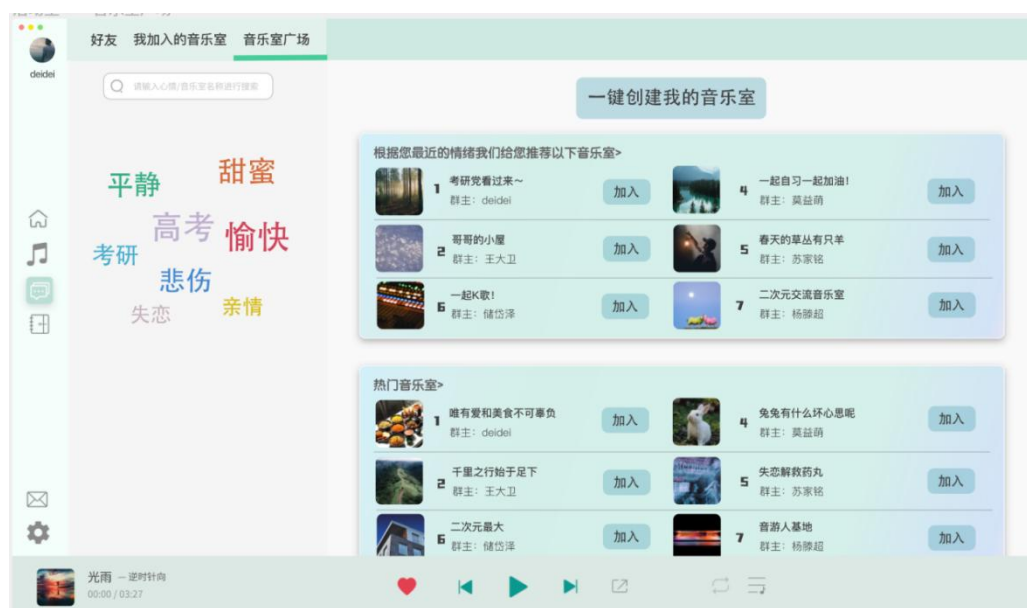 deidei
好友 我加入的音乐室 音乐室广场
请输入心情/音乐室名称进行搜索
甜蜜
平静
高考
愉快
考研
悲伤
亲情
失恋
一键创建我的音乐室
根据您最近的情绪我们给您推荐以下音乐室>
1 考研党看过来~
群主: deidei
加入
4 一起自习一起加油!
群主: 莫益萌
加入
2 哥哥的小屋
群主: 王大卫
加入
5 春天的草丛有只羊
群主: 苏家铭
加入
6 一起K歌!
群主: 储岱泽
加入
7 二次元交流音乐室
群主: 杨滕超
加入
热门音乐室>
1 唯有爱和美食不可辜负
群主: deidei
加入
4 兔兔有什么坏心思呢
群主: 莫益萌
加入
2 千里之行始于足下
群主: 王大卫
加入
5 失恋解救药丸
群主: 苏家铭
加入
6 二次元最大
群主: 储岱泽
加入
7 音游人基地
群主: 杨滕超
加入
光雨 — 逆时针向
00:00 / 03:27